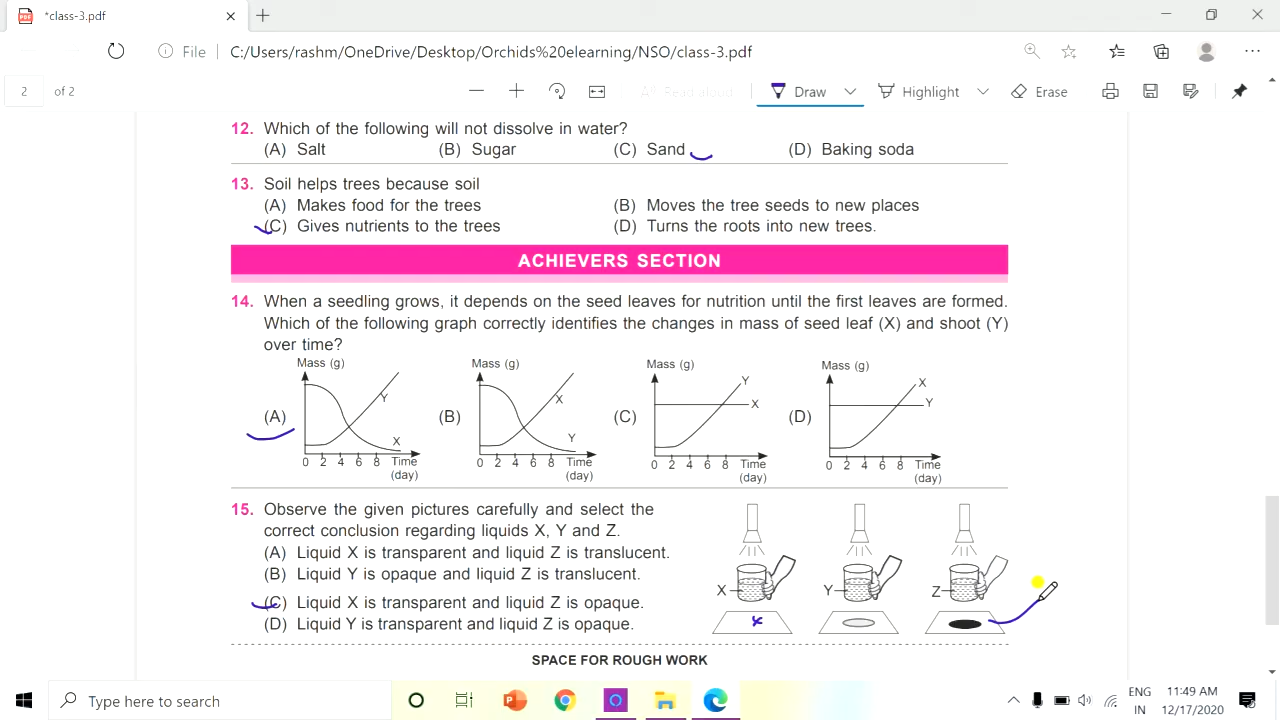 *class-3.pdf
File C:/Users/rashm/OneDrive/Desktop/Orchids%20elearning/NSO/class-3.pdf
2 of 2 Read aloud Draw Highlight Erase
12. Which of the following will not dissolve in water?
(A) Salt (B) Sugar (C) Sand (D) Baking soda
13. Soil helps trees because soil
(A) Makes food for the trees (B) Moves the tree seeds to new places
(C) Gives nutrients to the trees (D) Turns the roots into new trees.
ACHIEVERS SECTION
14. When a seedling grows, it depends on the seed leaves for nutrition until the first leaves are formed.
Which of the following graph correctly identifies the changes in mass of seed leaf (X) and shoot (Y)
over time?
Mass (g) Mass (g) Mass (g) Mass (g)
Y X Y X
X Y
(A) (B) (C) (D)
X Y
0 2 4 6 8 Time 0 2 4 6 8 Time 0 2 4 6 8 Time 0 2 4 6 8 Time
(day) (day) (day) (day)
15. Observe the given pictures carefully and select the
correct conclusion regarding liquids X, Y and Z.
(A) Liquid X is transparent and liquid Z is translucent.
(B) Liquid Y is opaque and liquid Z is translucent.
(C) Liquid X is transparent and liquid Z is opaque.
(D) Liquid Y is transparent and liquid Z is opaque.
X Y Z
SPACE FOR ROUGH WORK
Type here to search
ENG 11:49 AM
IN 12/17/2020